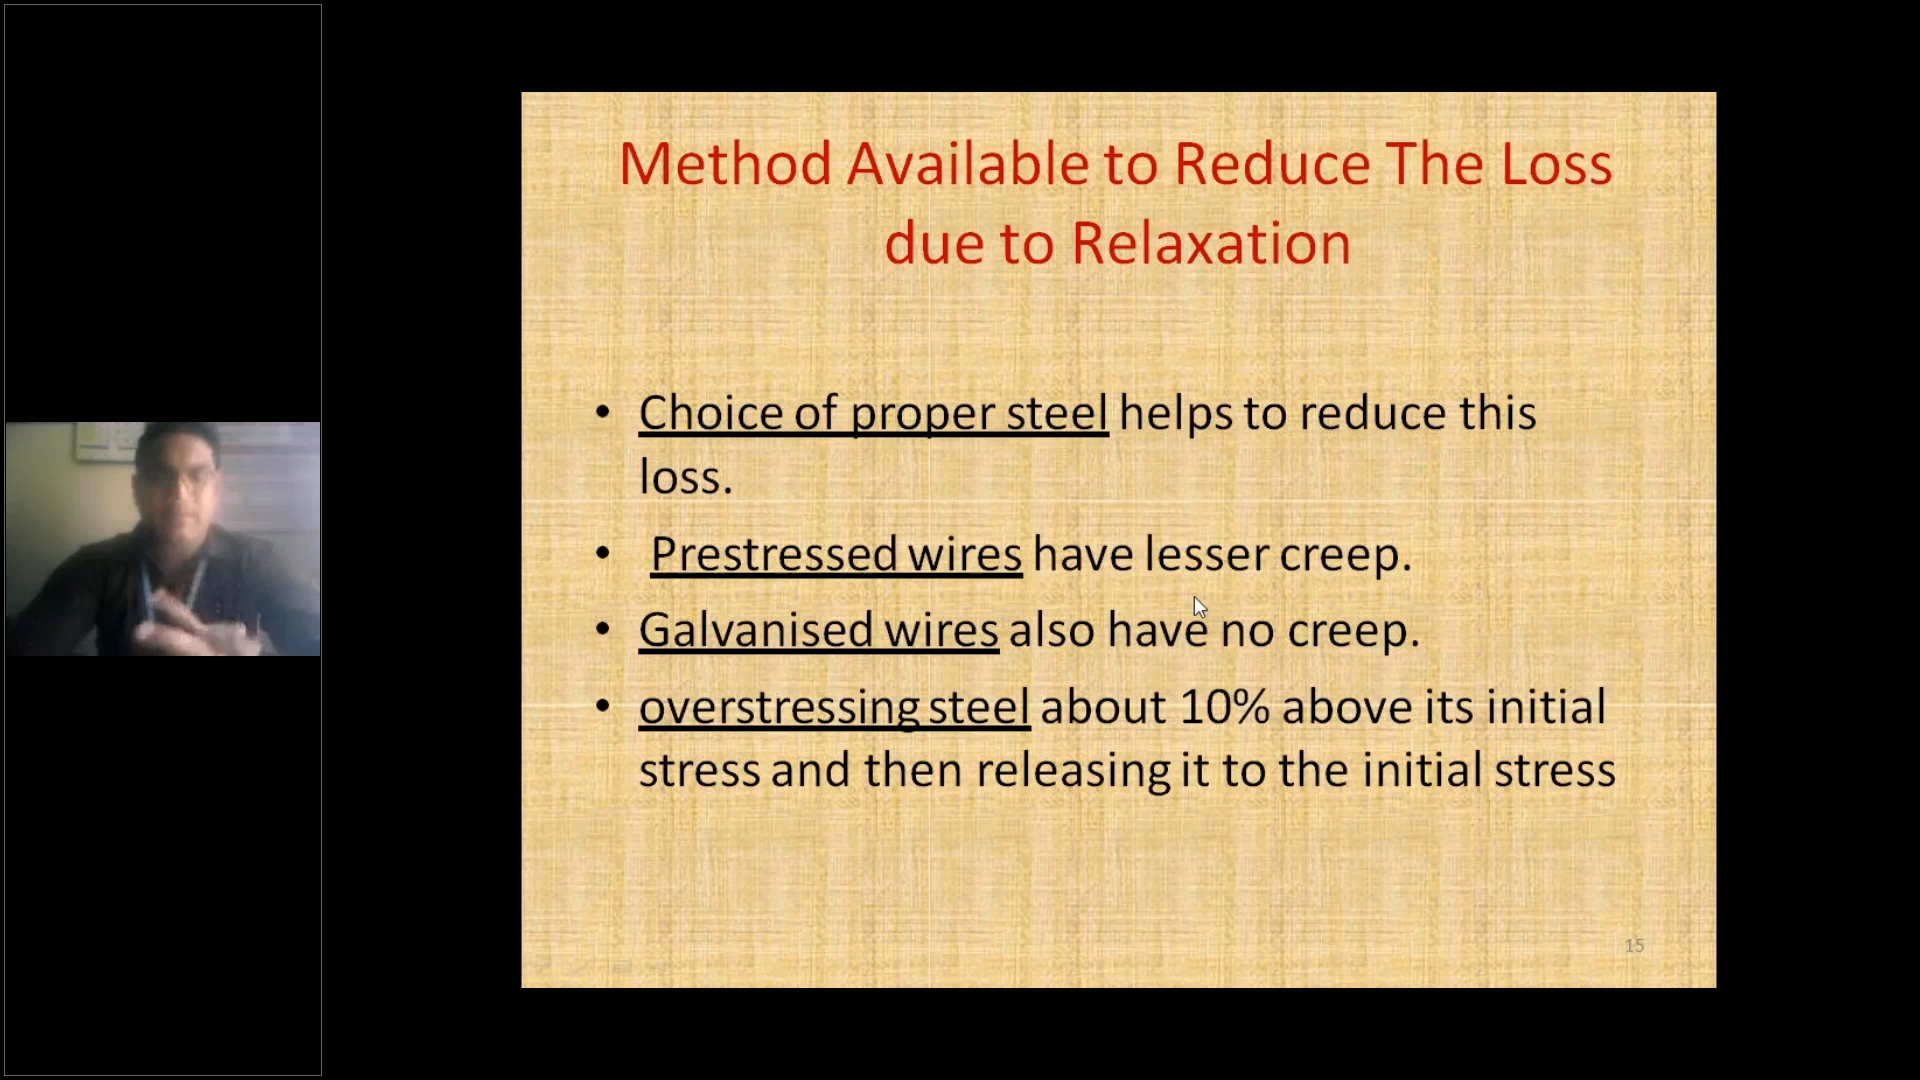 Method Available to Reduce The Loss
due to Relaxation
• Choice of proper steel helps to reduce this
loss.
• Prestressed wires have lesser creep.
• Galvanised wires also have no creep.
• overstressing steel about 10% above its initial
stress and then releasing it to the initial stress
15